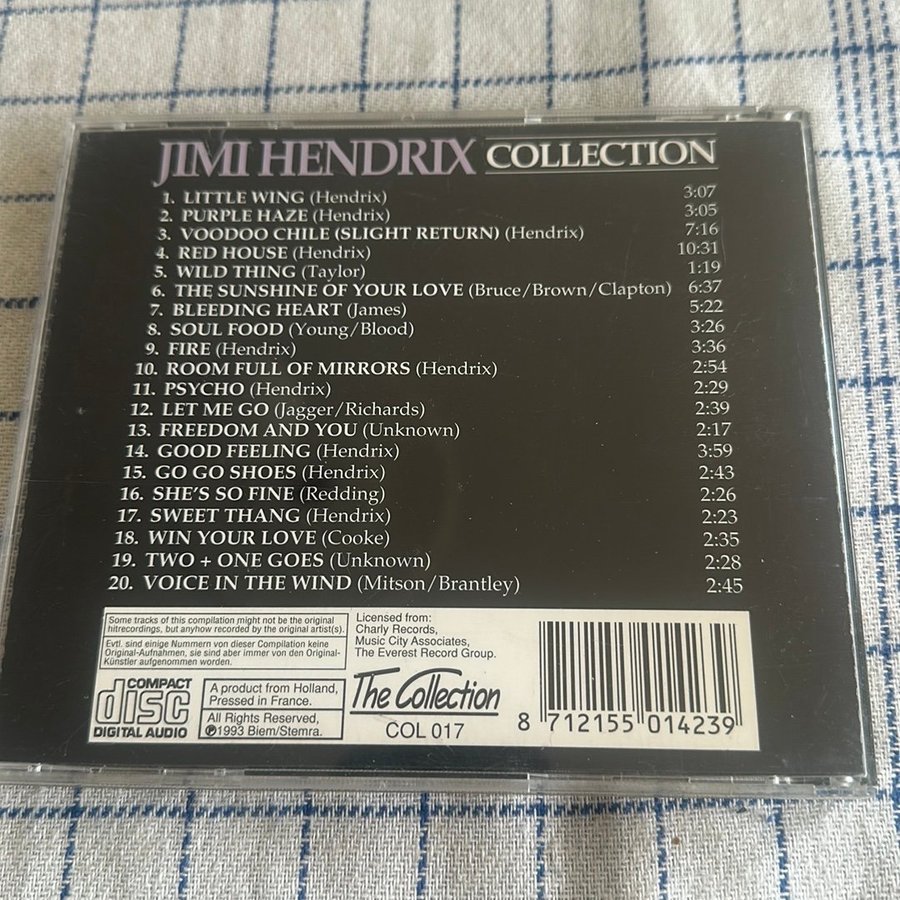 JIMI HENDRIX COLLECTION
1. LITTLE WING (Hendrix) 3:07
2. PURPLE HAZE (Hendrix) 3:05
3. VOODOO CHILE (SLIGHT RETURN) (Hendrix) 7:16
4. RED HOUSE (Hendrix) 10:31
5. WILD THING (Taylor) 1:19
6. THE SUNSHINE OF YOUR LOVE (Bruce/Brown/Clapton) 6:37
7. BLEEDING HEART (James) 5:22
8. SOUL FOOD (Young/Blood) 3:26
9. FIRE (Hendrix) 3:36
10. ROOM FULL OF MIRRORS (Hendrix) 2:54
11. PSYCHO (Hendrix) 2:29
12. LET ME GO (Jagger/Richards) 2:39
13. FREEDOM AND YOU (Unknown) 2:17
14. GOOD FEELING (Hendrix) 3:59
15. GO GO SHOES (Hendrix) 2:43
16. SHE'S SO FINE (Redding) 2:26
17. SWEET THANG (Hendrix) 2:23
18. WIN YOUR LOVE (Cooke) 2:35
19. TWO + ONE GOES (Unknown) 2:28
20. VOICE IN THE WIND (Mitson/Brantley) 2:45
Some tracks of this compilation might not be the original
hitrecordings, but anyhow recorded by the original artist(s).
Evtl. sind einige Nummern von dieser Compilation keine
Original-Aufnahmen, sie sind aber immer von den Original-
Künstler aufgenommen worden.
COMPACT
disc
DIGITAL AUDIO
A product from Holland,
Pressed in France.
All Rights Reserved,
℗1993 Biem/Stemra.
Licensed from:
Charly Records,
Music City Associates,
The Everest Record Group.
The Collection
COL 017
8 712155 014239